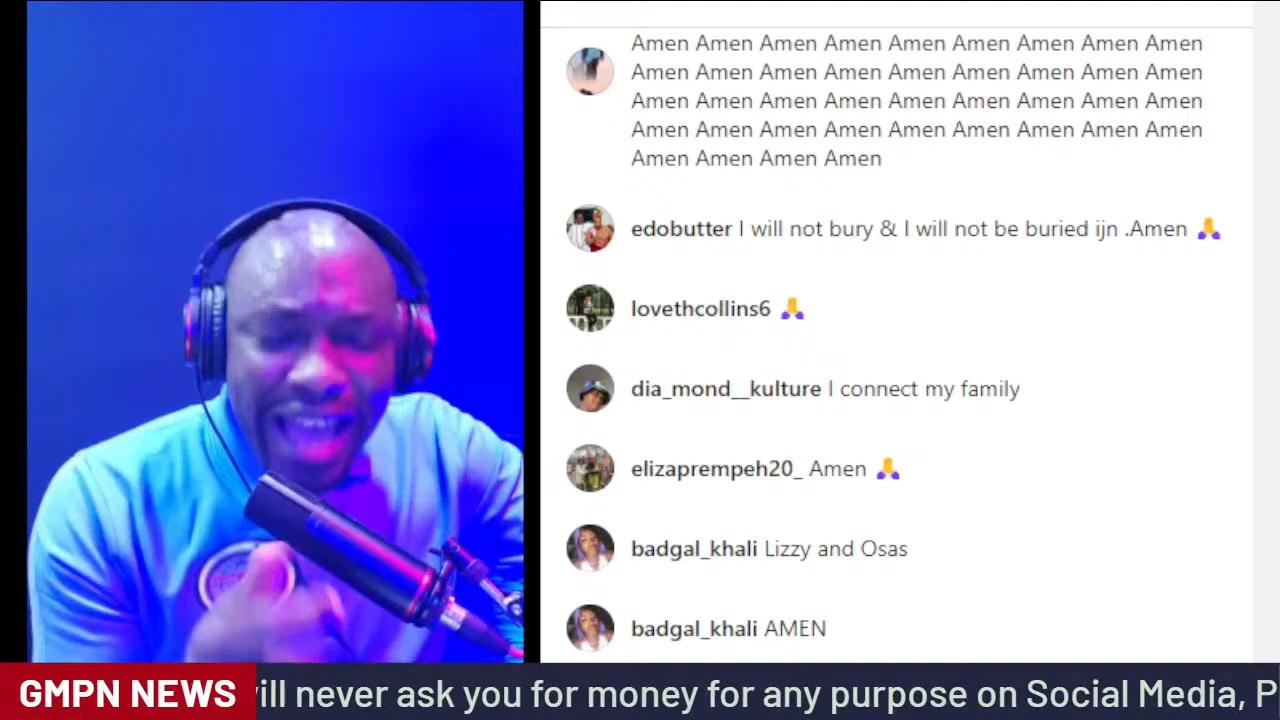 Amen Amen Amen Amen Amen Amen Amen Amen Amen
Amen Amen Amen Amen Amen Amen Amen Amen Amen
Amen Amen Amen Amen Amen Amen Amen Amen Amen
Amen Amen Amen Amen Amen Amen Amen Amen Amen
Amen Amen Amen Amen
edobutter I will not bury & I will not be buried ijn .Amen 🙏
lovethcollins6 🙏
dia_mond__kulture I connect my family
elizaprempeh20_ Amen 🙏
badgal_khali Lizzy and Osas
badgal_khali AMEN
GMPN NEWS never ask you for money for any purpose on Social Media,